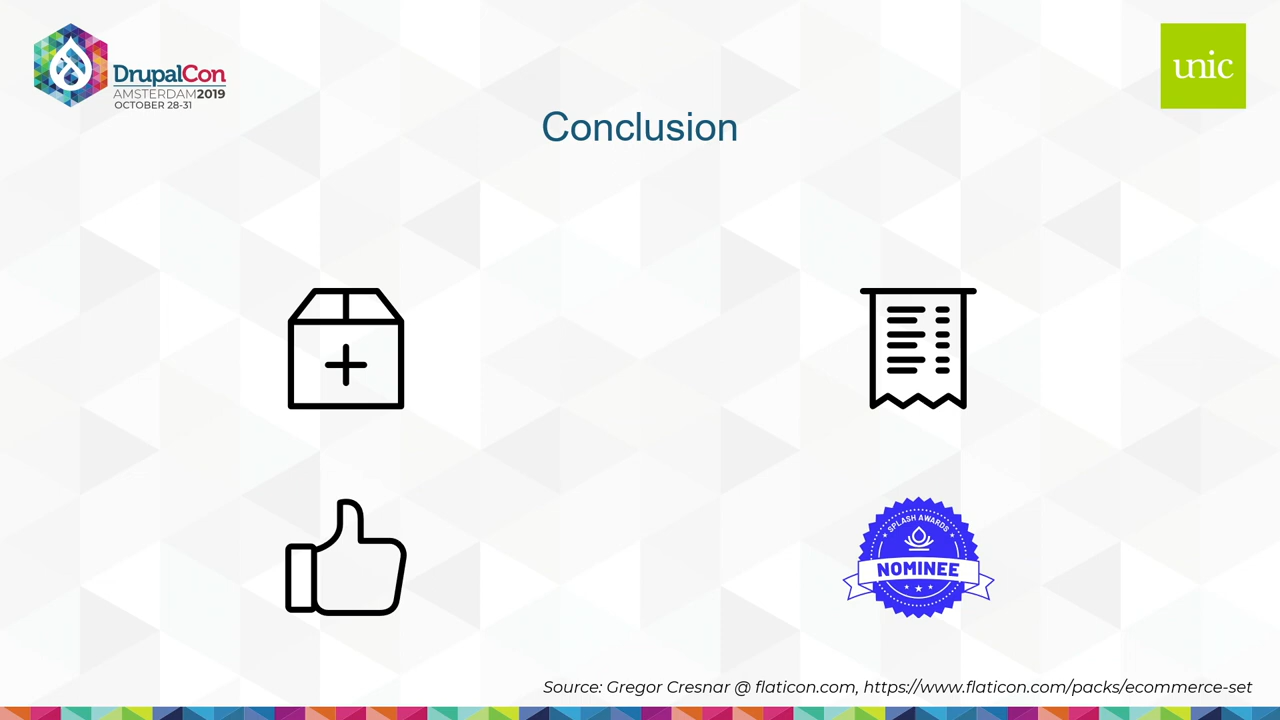 DrupalCon
AMSTERDAM2019
OCTOBER 28-31
unic
Conclusion
SPLASH AWARDS
NOMINEE
Source: Gregor Cresnar @ flaticon.com, https://www.flaticon.com/packs/ecommerce-set